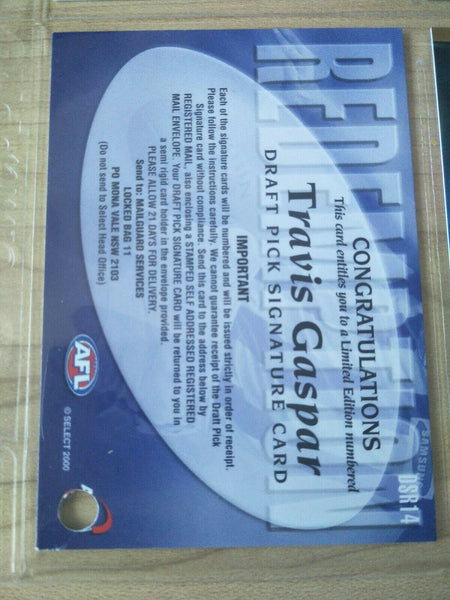 REDEMPTION
SAMSUNG
DSR14
CONGRATULATIONS
This card entitles you to a Limited Edition numbered
Travis Gaspar
DRAFT PICK SIGNATURE CARD
IMPORTANT
Each of the signature cards will be numbered and will be issued strictly in order of receipt.
Please follow the instructions carefully. We cannot guarantee receipt of the Draft Pick
Signature card without compliance. Send this card to the address below by
REGISTERED MAIL, also enclosing a STAMPED SELF ADDRESSED REGISTERED
MAIL ENVELOPE. Your DRAFT PICK SIGNATURE CARD will be returned to you in
a semi rigid card holder in the envelope provided.
PLEASE ALLOW 21 DAYS FOR DELIVERY.
Send to: MAILGUARD SERVICES
LOCKED BAG 11
PO MONA VALE NSW 2103
(Do not send to Select Head Office)
AFL
© SELECT 2000